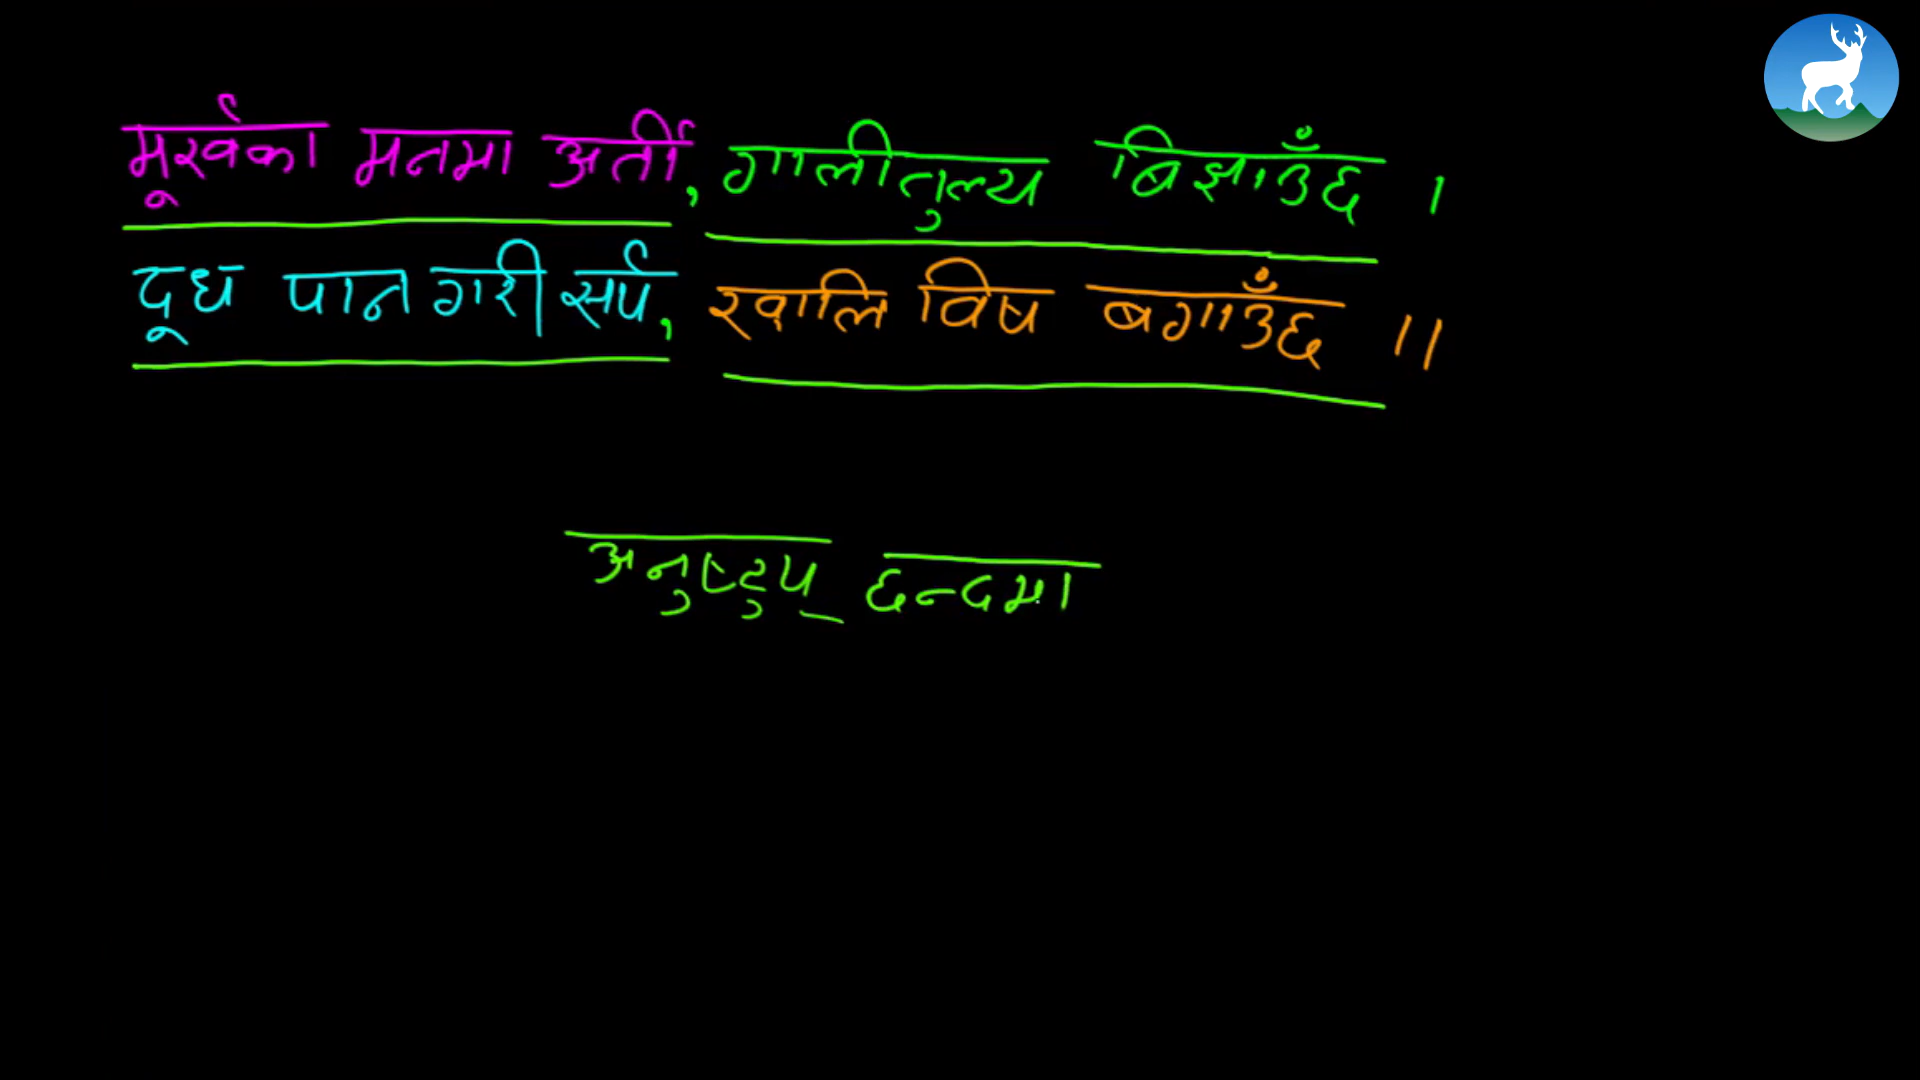 मूर्खका मनमा अर्ती, गालीतुल्य बिझाउँछ ।
दूध पान गरी सर्प, खालि विष बगाउँछ ॥
अनुष्टुप् छन्दमा